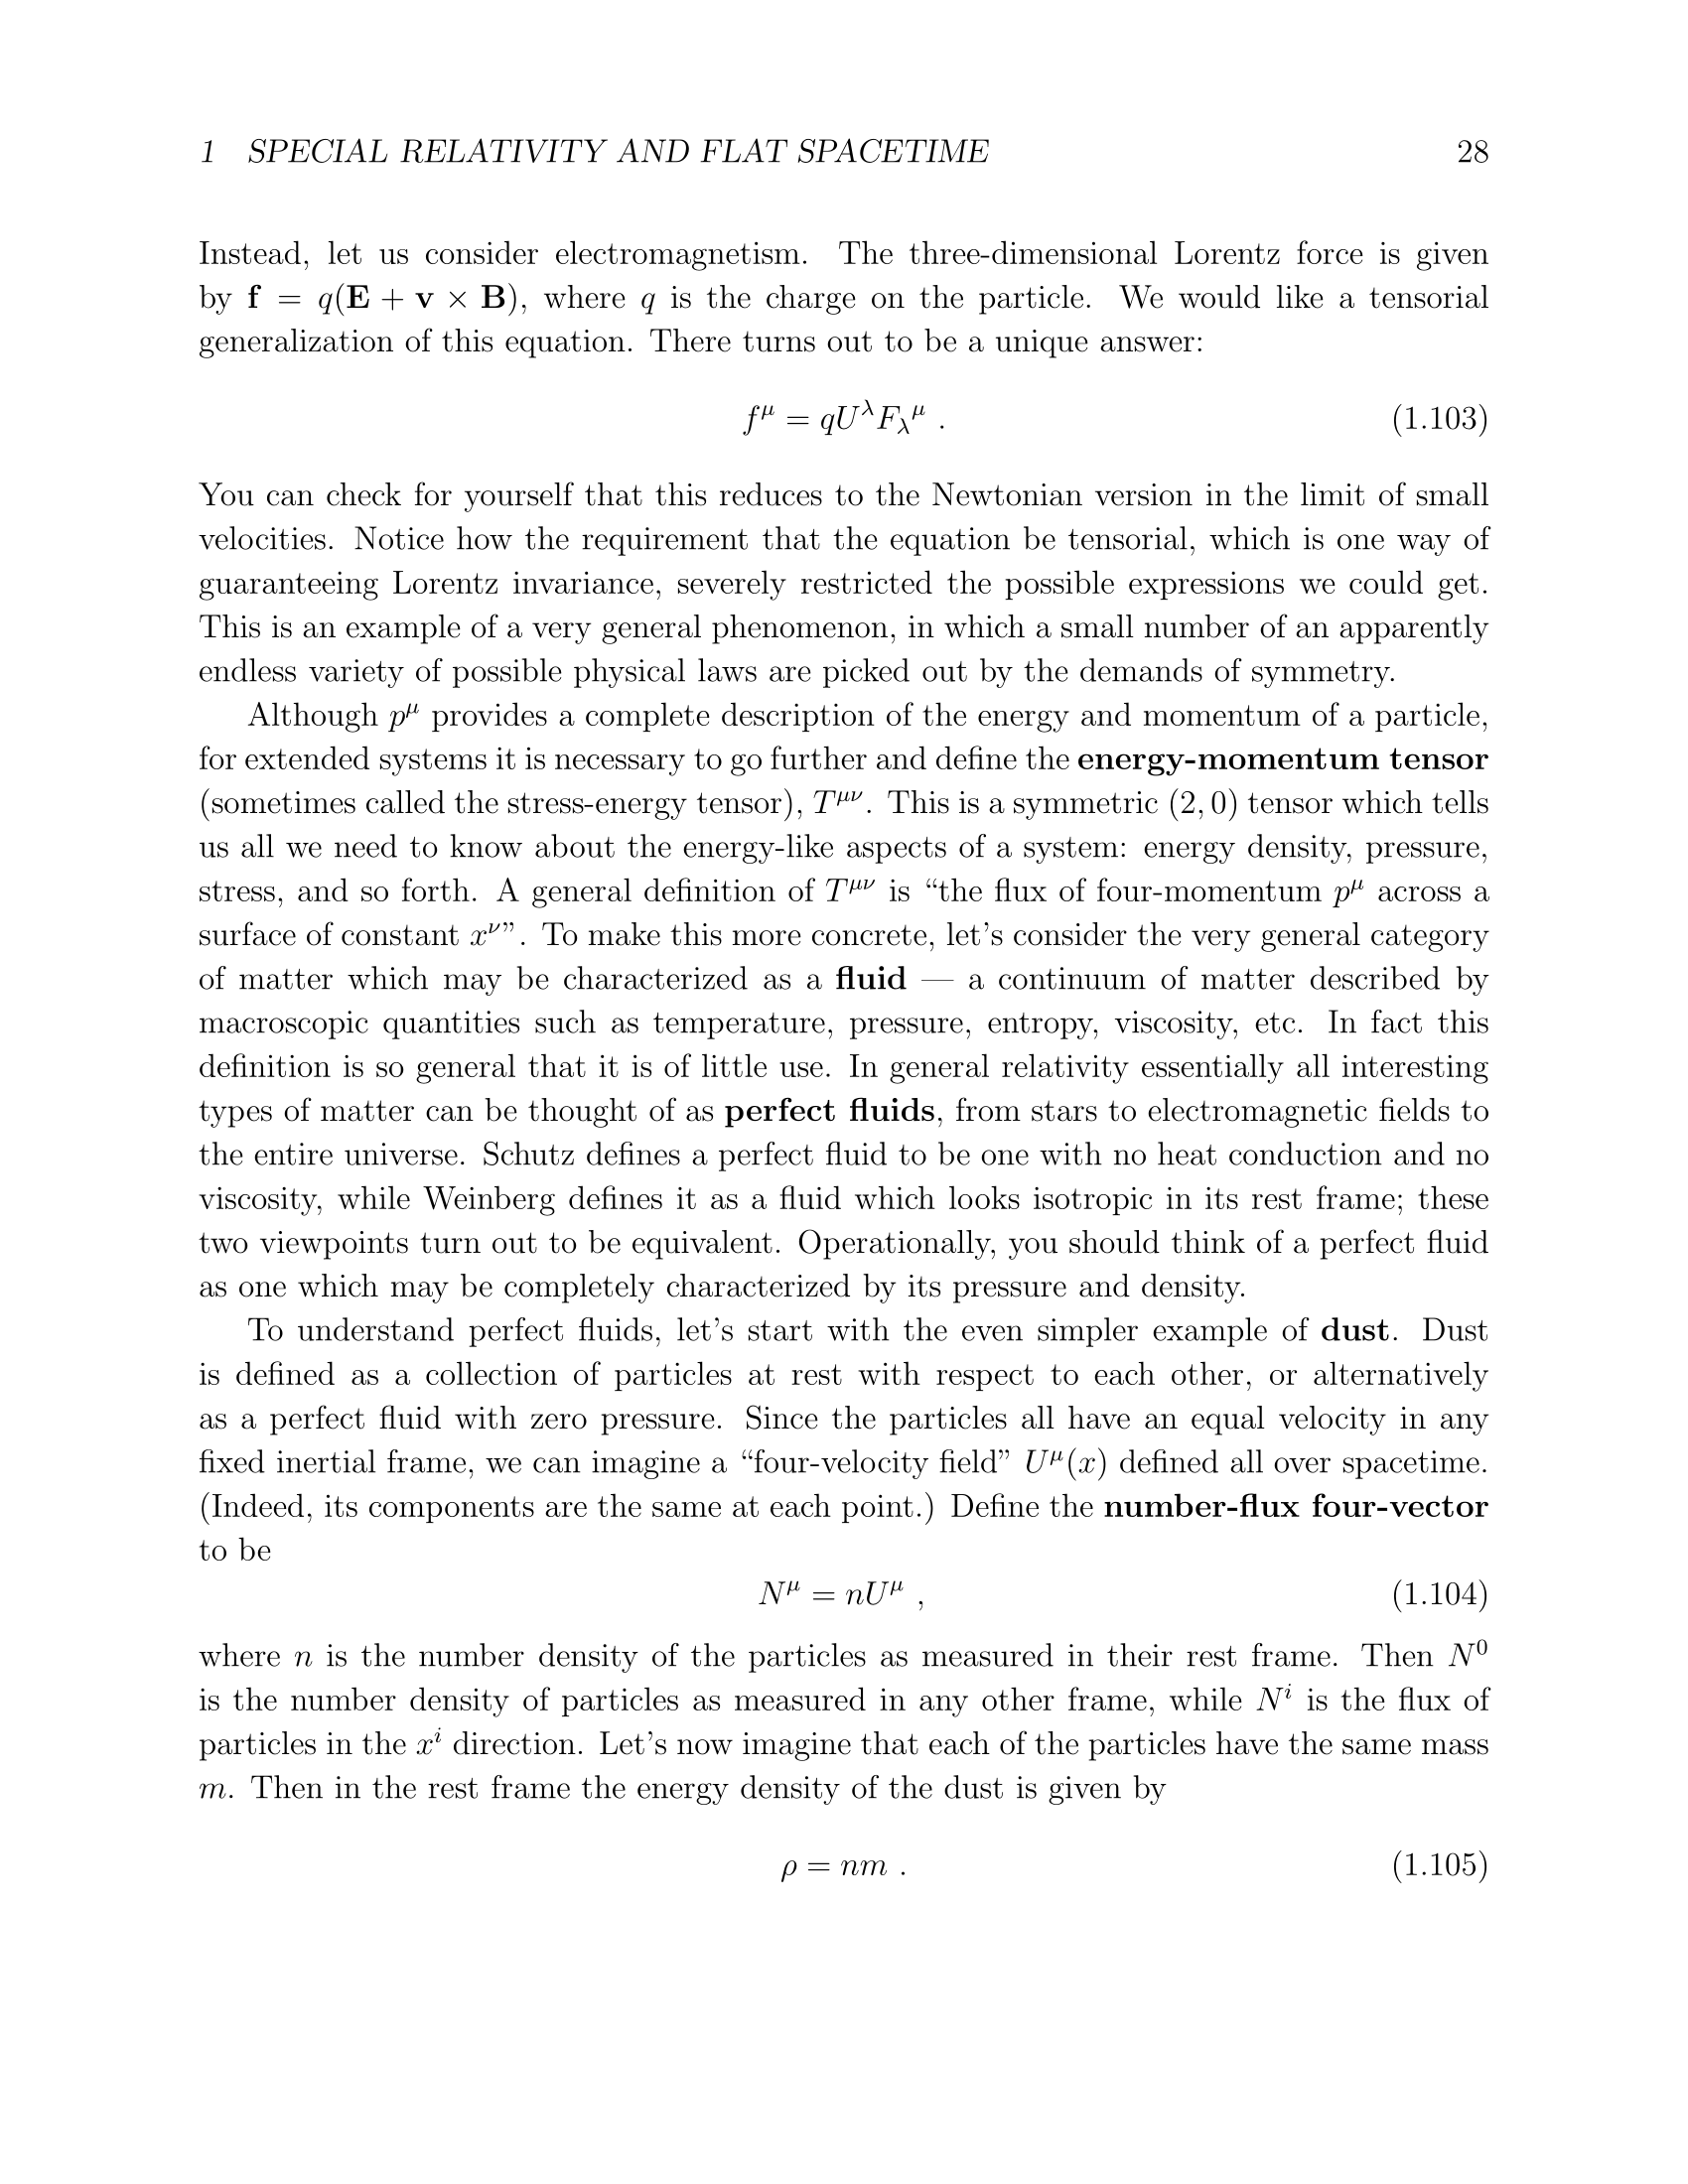 1 SPECIAL RELATIVITY AND FLAT SPACETIME 28
Instead, let us consider electromagnetism. The three-dimensional Lorentz force is given
by f = q(E + v × B), where q is the charge on the particle. We would like a tensorial
generalization of this equation. There turns out to be a unique answer:
f^μ = qU^λ F_λ^μ . (1.103)
You can check for yourself that this reduces to the Newtonian version in the limit of small
velocities. Notice how the requirement that the equation be tensorial, which is one way of
guaranteeing Lorentz invariance, severely restricted the possible expressions we could get.
This is an example of a very general phenomenon, in which a small number of an apparently
endless variety of possible physical laws are picked out by the demands of symmetry.
Although p^μ provides a complete description of the energy and momentum of a particle,
for extended systems it is necessary to go further and define the energy-momentum tensor
(sometimes called the stress-energy tensor), T^μν. This is a symmetric (2, 0) tensor which tells
us all we need to know about the energy-like aspects of a system: energy density, pressure,
stress, and so forth. A general definition of T^μν is “the flux of four-momentum p^μ across a
surface of constant x^ν”. To make this more concrete, let’s consider the very general category
of matter which may be characterized as a fluid — a continuum of matter described by
macroscopic quantities such as temperature, pressure, entropy, viscosity, etc. In fact this
definition is so general that it is of little use. In general relativity essentially all interesting
types of matter can be thought of as perfect fluids, from stars to electromagnetic fields to
the entire universe. Schutz defines a perfect fluid to be one with no heat conduction and no
viscosity, while Weinberg defines it as a fluid which looks isotropic in its rest frame; these
two viewpoints turn out to be equivalent. Operationally, you should think of a perfect fluid
as one which may be completely characterized by its pressure and density.
To understand perfect fluids, let’s start with the even simpler example of dust. Dust
is defined as a collection of particles at rest with respect to each other, or alternatively
as a perfect fluid with zero pressure. Since the particles all have an equal velocity in any
fixed inertial frame, we can imagine a “four-velocity field” U^μ(x) defined all over spacetime.
(Indeed, its components are the same at each point.) Define the number-flux four-vector
to be
N^μ = nU^μ , (1.104)
where n is the number density of the particles as measured in their rest frame. Then N^0
is the number density of particles as measured in any other frame, while N^i is the flux of
particles in the x^i direction. Let’s now imagine that each of the particles have the same mass
m. Then in the rest frame the energy density of the dust is given by
ρ = nm . (1.105)